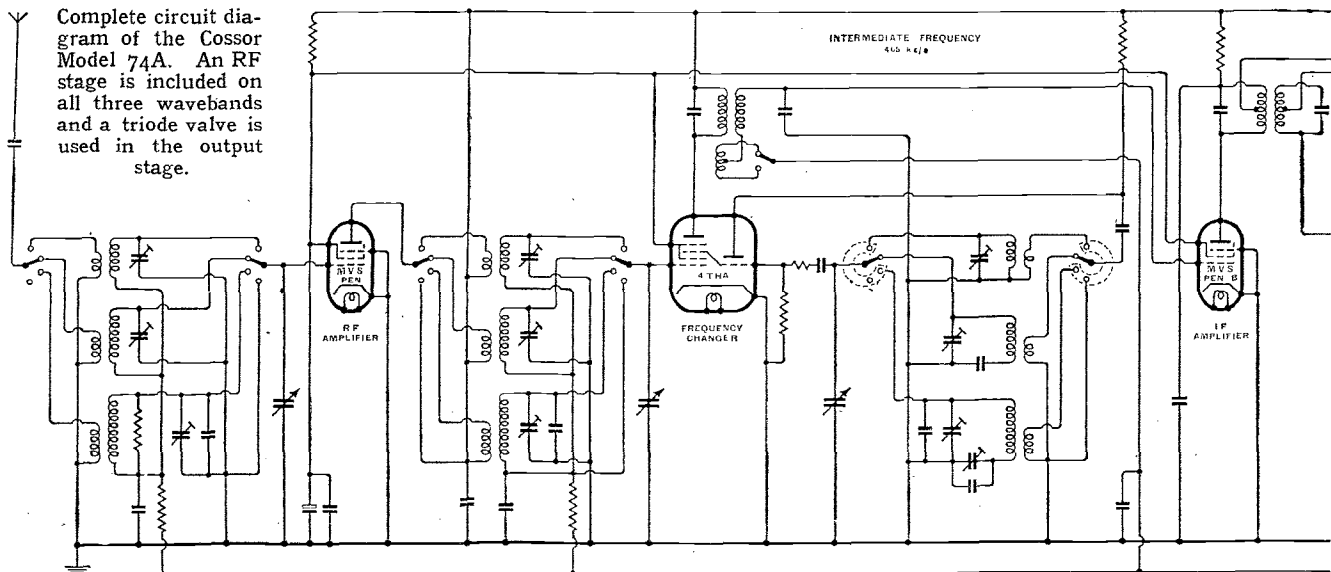 Complete circuit dia-
gram of the Cossor
Model 74A. An RF
stage is included on
all three wavebands
and a triode valve is
used in the output
stage.
INTERMEDIATE FREQUENCY
465 kc/s
MVS
PEN
RF
AMPLIFIER
4 THA
FREQUENCY
CHANGER
MVS
PEN B
IF
AMPLIFIER